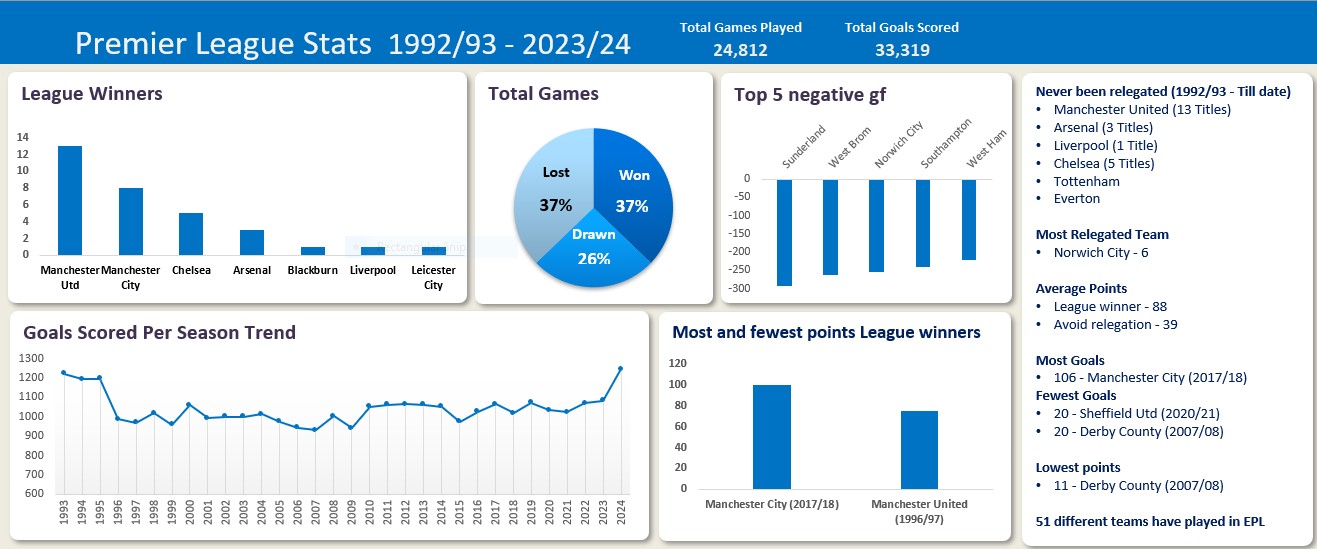 Premier League Stats 1992/93 - 2023/24
Total Games Played
24,812
Total Goals Scored
33,319
League Winners
14
12
10
8
6
4
2
0
Manchester Utd
Manchester City
Chelsea
Arsenal
Blackburn
Liverpool
Leicester City
Rectangular Snip
Total Games
Lost
37%
Won
37%
Drawn
26%
Top 5 negative gf
Sunderland
West Brom
Norwich City
Southampton
West Ham
0
-50
-100
-150
-200
-250
-300
Goals Scored Per Season Trend
1300
1200
1100
1000
900
800
700
600
1993
1994
1995
1996
1997
1998
1999
2000
2001
2002
2003
2004
2005
2006
2007
2008
2009
2010
2011
2012
2013
2014
2015
2016
2017
2018
2019
2020
2021
2022
2023
2024
Most and fewest points League winners
120
100
80
60
40
20
0
Manchester City (2017/18)
Manchester United
(1996/97)
Never been relegated (1992/93 - Till date)
• Manchester United (13 Titles)
• Arsenal (3 Titles)
• Liverpool (1 Title)
• Chelsea (5 Titles)
• Tottenham
• Everton
Most Relegated Team
• Norwich City - 6
Average Points
• League winner - 88
• Avoid relegation - 39
Most Goals
• 106 - Manchester City (2017/18)
Fewest Goals
• 20 - Sheffield Utd (2020/21)
• 20 - Derby County (2007/08)
Lowest points
• 11 - Derby County (2007/08)
51 different teams have played in EPL